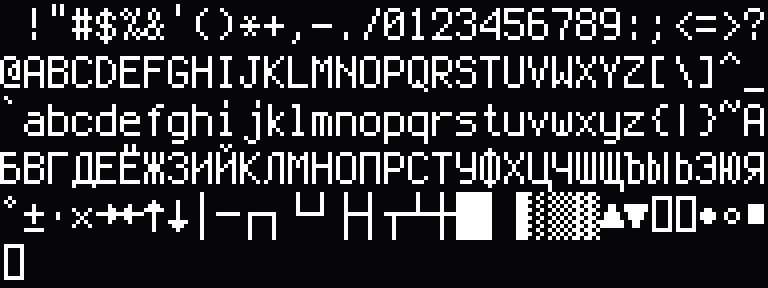 !"#$%&'()*+,-./0123456789:;<=>?
@ABCDEFGHIJKLMNOPQRSTUVWXYZ[\]^_
`abcdefghijklmnopqrstuvwxyz{|}~А
БВГДЕЁЖЗИЙКЛМНОПРСТУФХЦЧШЩЪЫЬЭЮЯ
°±·×→←↑↓│─┌┐└┘├┤┬┴┼█▌▐░▒▓▲▼▯▯●○■
▯